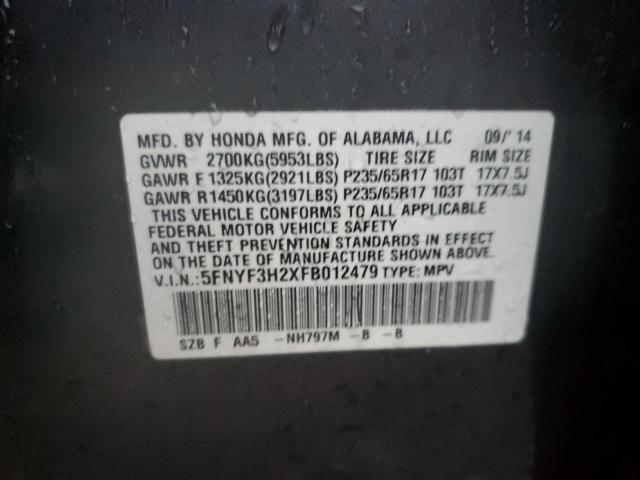 MFD. BY HONDA MFG. OF ALABAMA, LLC 09/'14
GVWR 2700KG(5953LBS) TIRE SIZE RIM SIZE
GAWR F 1325KG(2921LBS) P235/65R17 103T 17X7.5J
GAWR R 1450KG(3197LBS) P235/65R17 103T 17X7.5J
THIS VEHICLE CONFORMS TO ALL APPLICABLE
FEDERAL MOTOR VEHICLE SAFETY
AND THEFT PREVENTION STANDARDS IN EFFECT
ON THE DATE OF MANUFACTURE SHOWN ABOVE.
V.I.N.:5FNYF3H2XFB012479 TYPE: MPV
SZB F AA5 -NH797M -B -B